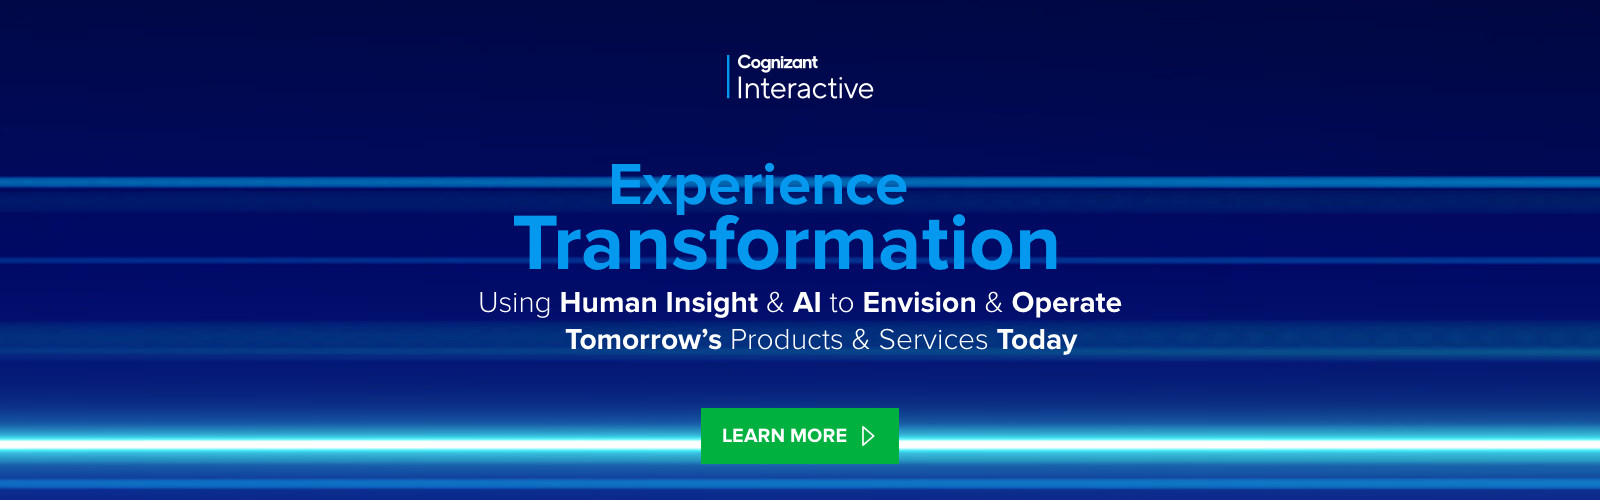 Cognizant
Interactive
Experience
Transformation
Using Human Insight & AI to Envision & Operate
Tomorrow’s Products & Services Today
LEARN MORE